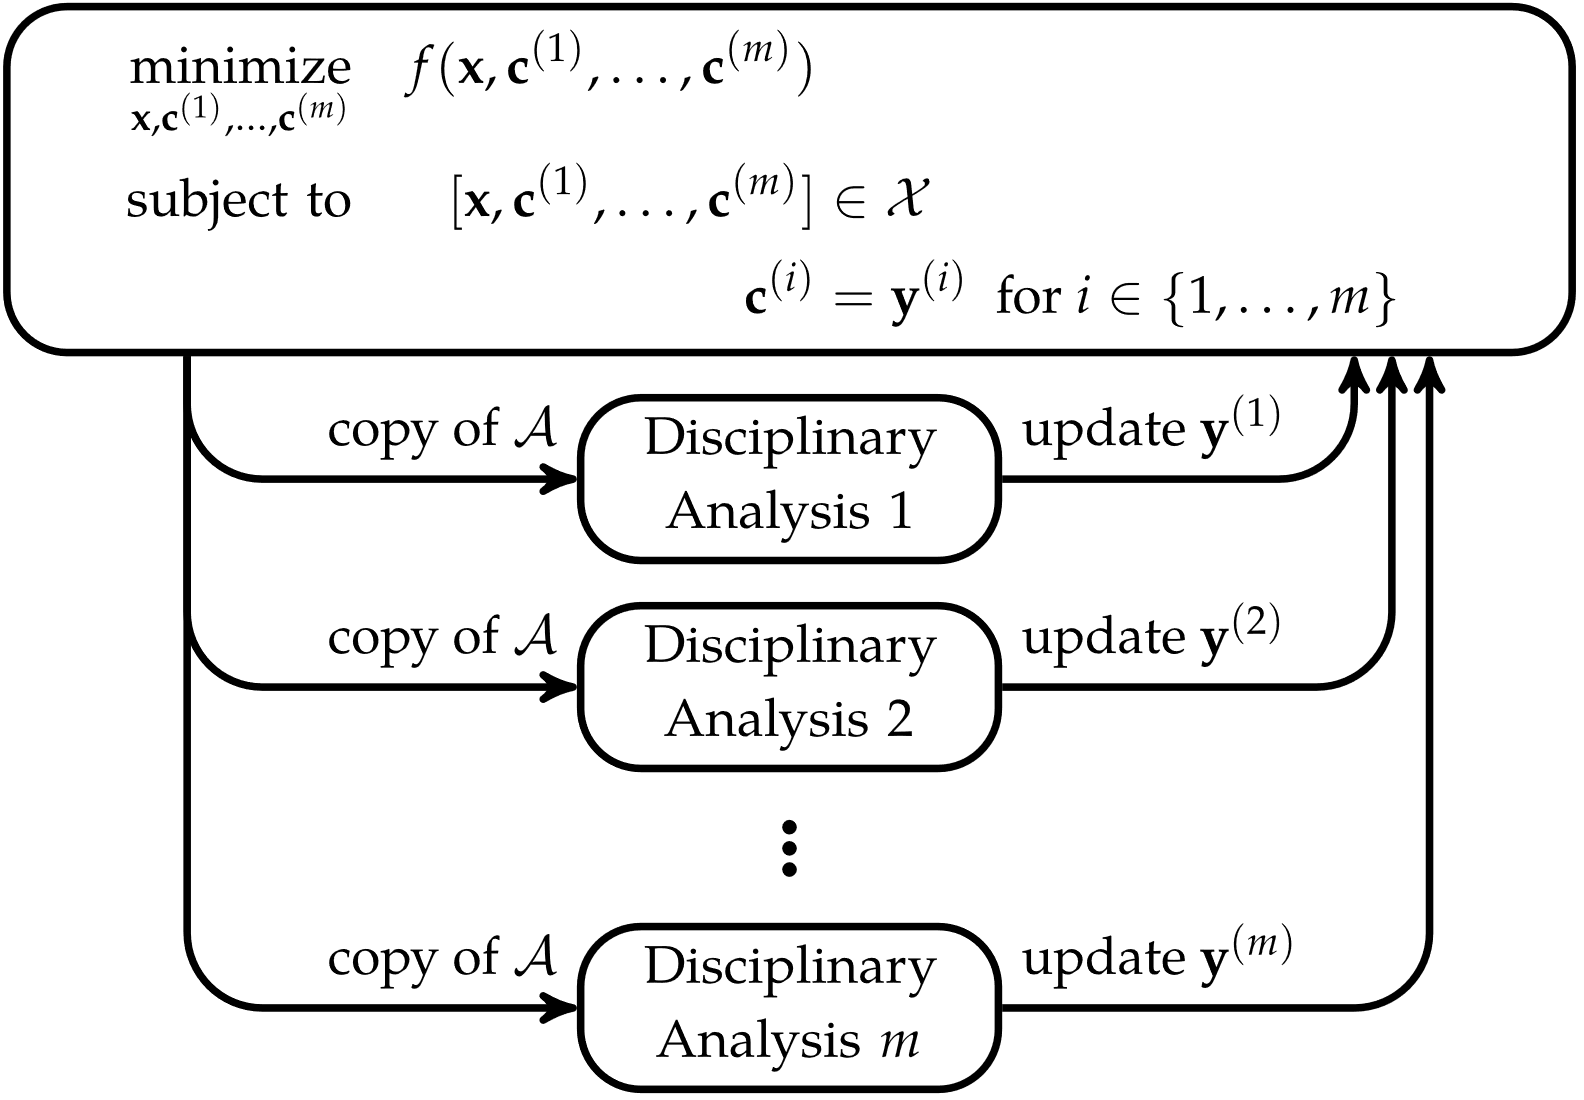 minimize f(x, c^(1), . . . , c^(m))
x,c^(1),...,c^(m)
subject to [x, c^(1), . . . , c^(m)] ∈ 𝒳
c^(i) = y^(i) for i ∈ {1, . . . , m}
copy of 𝒜
Disciplinary
Analysis 1
update y^(1)
copy of 𝒜
Disciplinary
Analysis 2
update y^(2)
copy of 𝒜
Disciplinary
Analysis m
update y^(m)